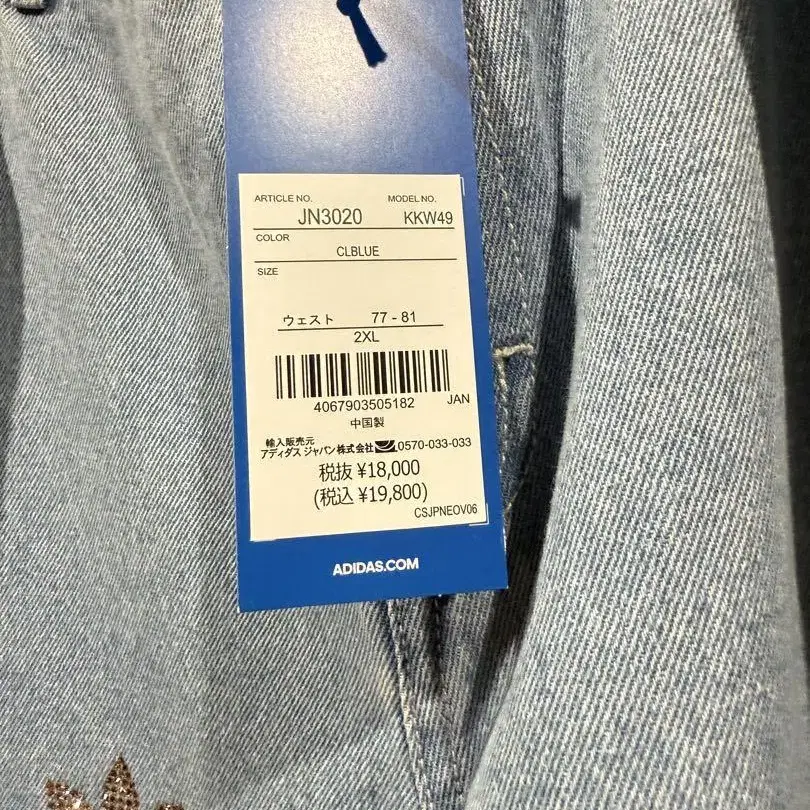 ARTICLE NO. MODEL NO.
JN3020 KKW49
COLOR
CLBLUE
SIZE
ウェスト 77 - 81
2XL
4067903505182 JAN
中国製
輸入販売元
アディダス ジャパン株式会社 0570-033-033
税抜 ¥18,000
(税込 ¥19,800)
CSJPNEOV06
ADIDAS.COM